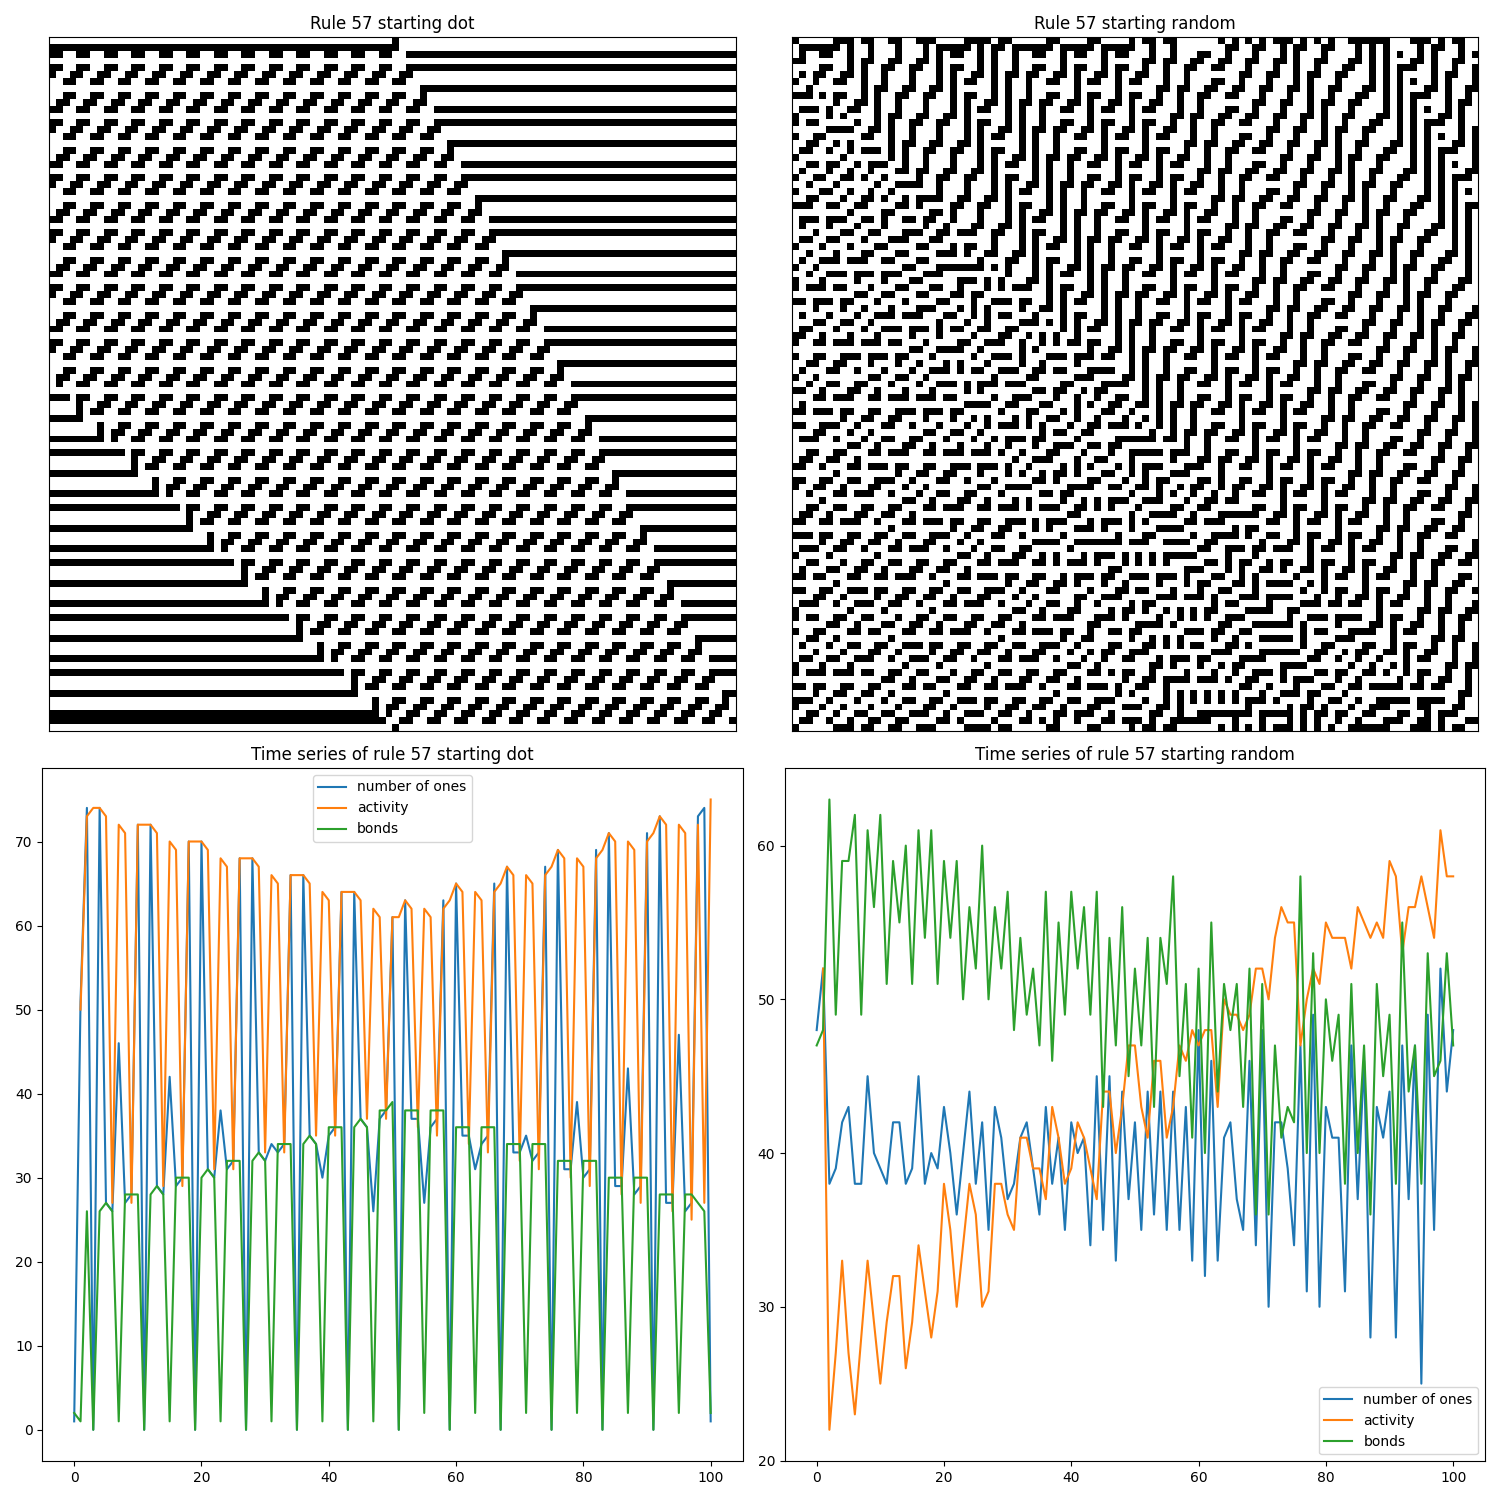 Rule 57 starting dot
Rule 57 starting random
Time series of rule 57 starting dot
number of ones
activity
bonds
70
60
50
40
30
20
10
0
0 20 40 60 80 100
Time series of rule 57 starting random
60
50
40
30
20
number of ones
activity
bonds
0 20 40 60 80 100